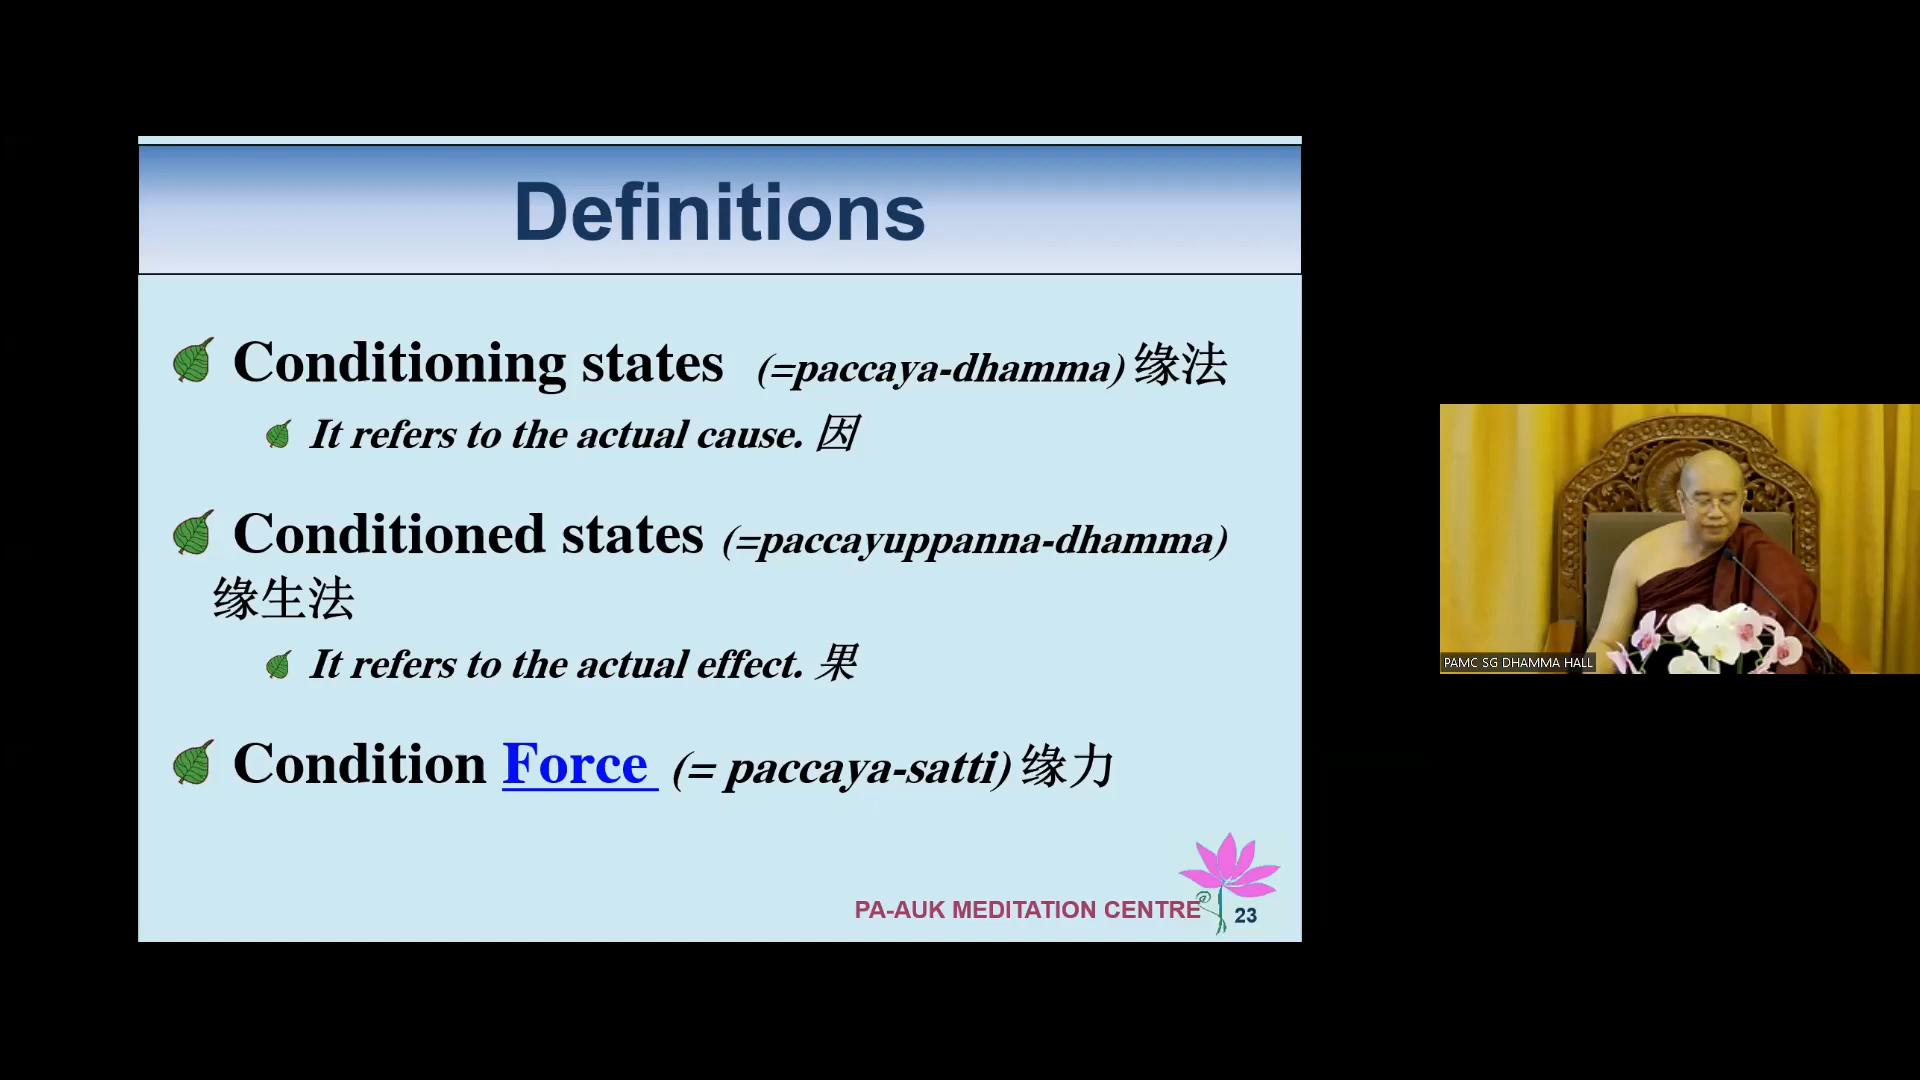 Definitions
Conditioning states (=paccaya-dhamma) 缘法
It refers to the actual cause. 因
Conditioned states (=paccayuppanna-dhamma)
缘生法
It refers to the actual effect. 果
Condition Force (= paccaya-satti) 缘力
PA-AUK MEDITATION CENTRE 23
PAMC SG DHAMMA HALL